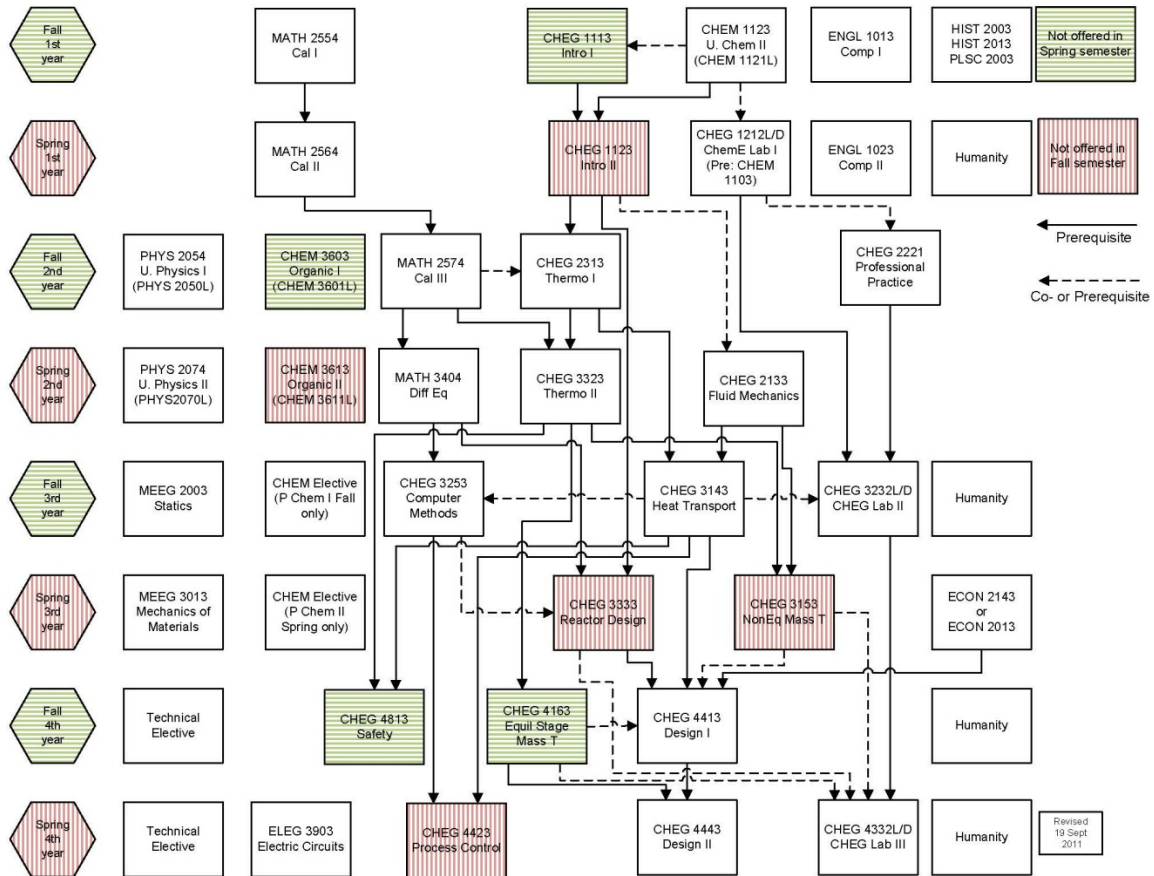 Fall
1st
year
MATH 2554
Cal I
CHEG 1113
Intro I
CHEM 1123
U. Chem II
(CHEM 1121L)
ENGL 1013
Comp I
HIST 2003
HIST 2013
PLSC 2003
Not offered in
Spring semester
Spring
1st
year
MATH 2564
Cal II
CHEG 1123
Intro II
CHEG 1212L/D
ChemE Lab I
(Pre: CHEM
1103)
ENGL 1023
Comp II
Humanity
Not offered in
Fall semester
Prerequisite
Co- or Prerequisite
Fall
2nd
year
PHYS 2054
U. Physics I
(PHYS 2050L)
CHEM 3603
Organic I
(CHEM 3601L)
MATH 2574
Cal III
CHEG 2313
Thermo I
CHEG 2221
Professional
Practice
Spring
2nd
year
PHYS 2074
U. Physics II
(PHYS2070L)
CHEM 3613
Organic II
(CHEM 3611L)
MATH 3404
Diff Eq
CHEG 3323
Thermo II
CHEG 2133
Fluid Mechanics
Fall
3rd
year
MEEG 2003
Statics
CHEM Elective
(P Chem I Fall
only)
CHEG 3253
Computer
Methods
CHEG 3143
Heat Transport
CHEG 3232L/D
CHEG Lab II
Humanity
Spring
3rd
year
MEEG 3013
Mechanics of
Materials
CHEM Elective
(P Chem II
Spring only)
CHEG 3333
Reactor Design
CHEG 3153
NonEq Mass T
ECON 2143
or
ECON 2013
Fall
4th
year
Technical
Elective
CHEG 4813
Safety
CHEG 4163
Equil Stage
Mass T
CHEG 4413
Design I
Humanity
Spring
4th
year
Technical
Elective
ELEG 3903
Electric Circuits
CHEG 4423
Process Control
CHEG 4443
Design II
CHEG 4332L/D
CHEG Lab III
Humanity
Revised
19 Sept
2011